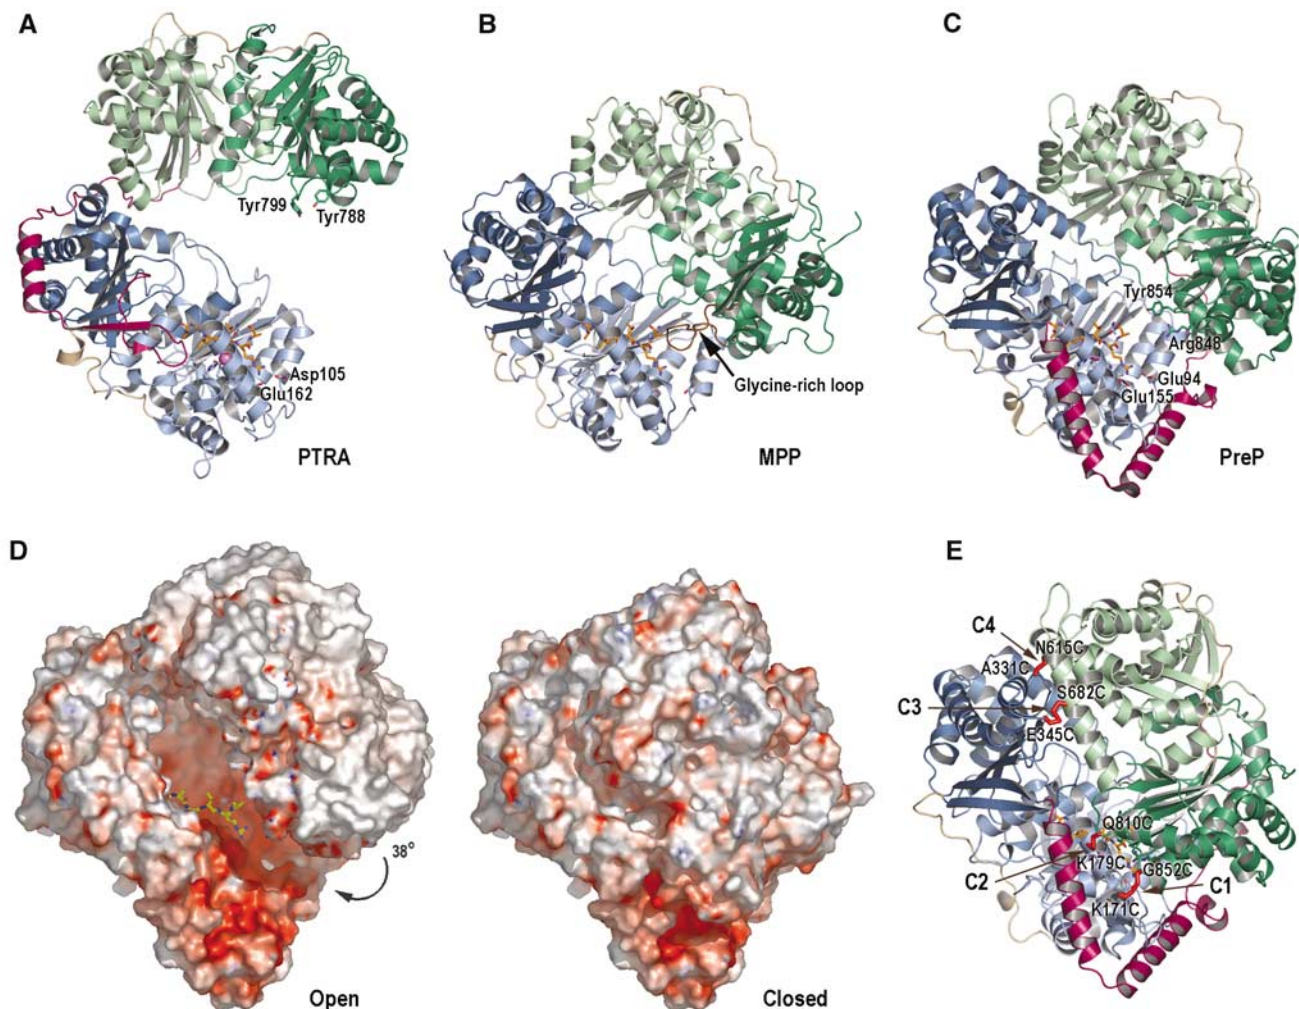 A
Tyr799
Tyr788
Asp105
Glu162
PTRA
B
Glycine-rich loop
MPP
C
Tyr854
Arg848
Glu94
Glu155
PreP
D
38°
Open
Closed
E
C4
N615C
A331C
S682C
C3
E345C
Q810C
K179C
G852C
C2
C1
K171C